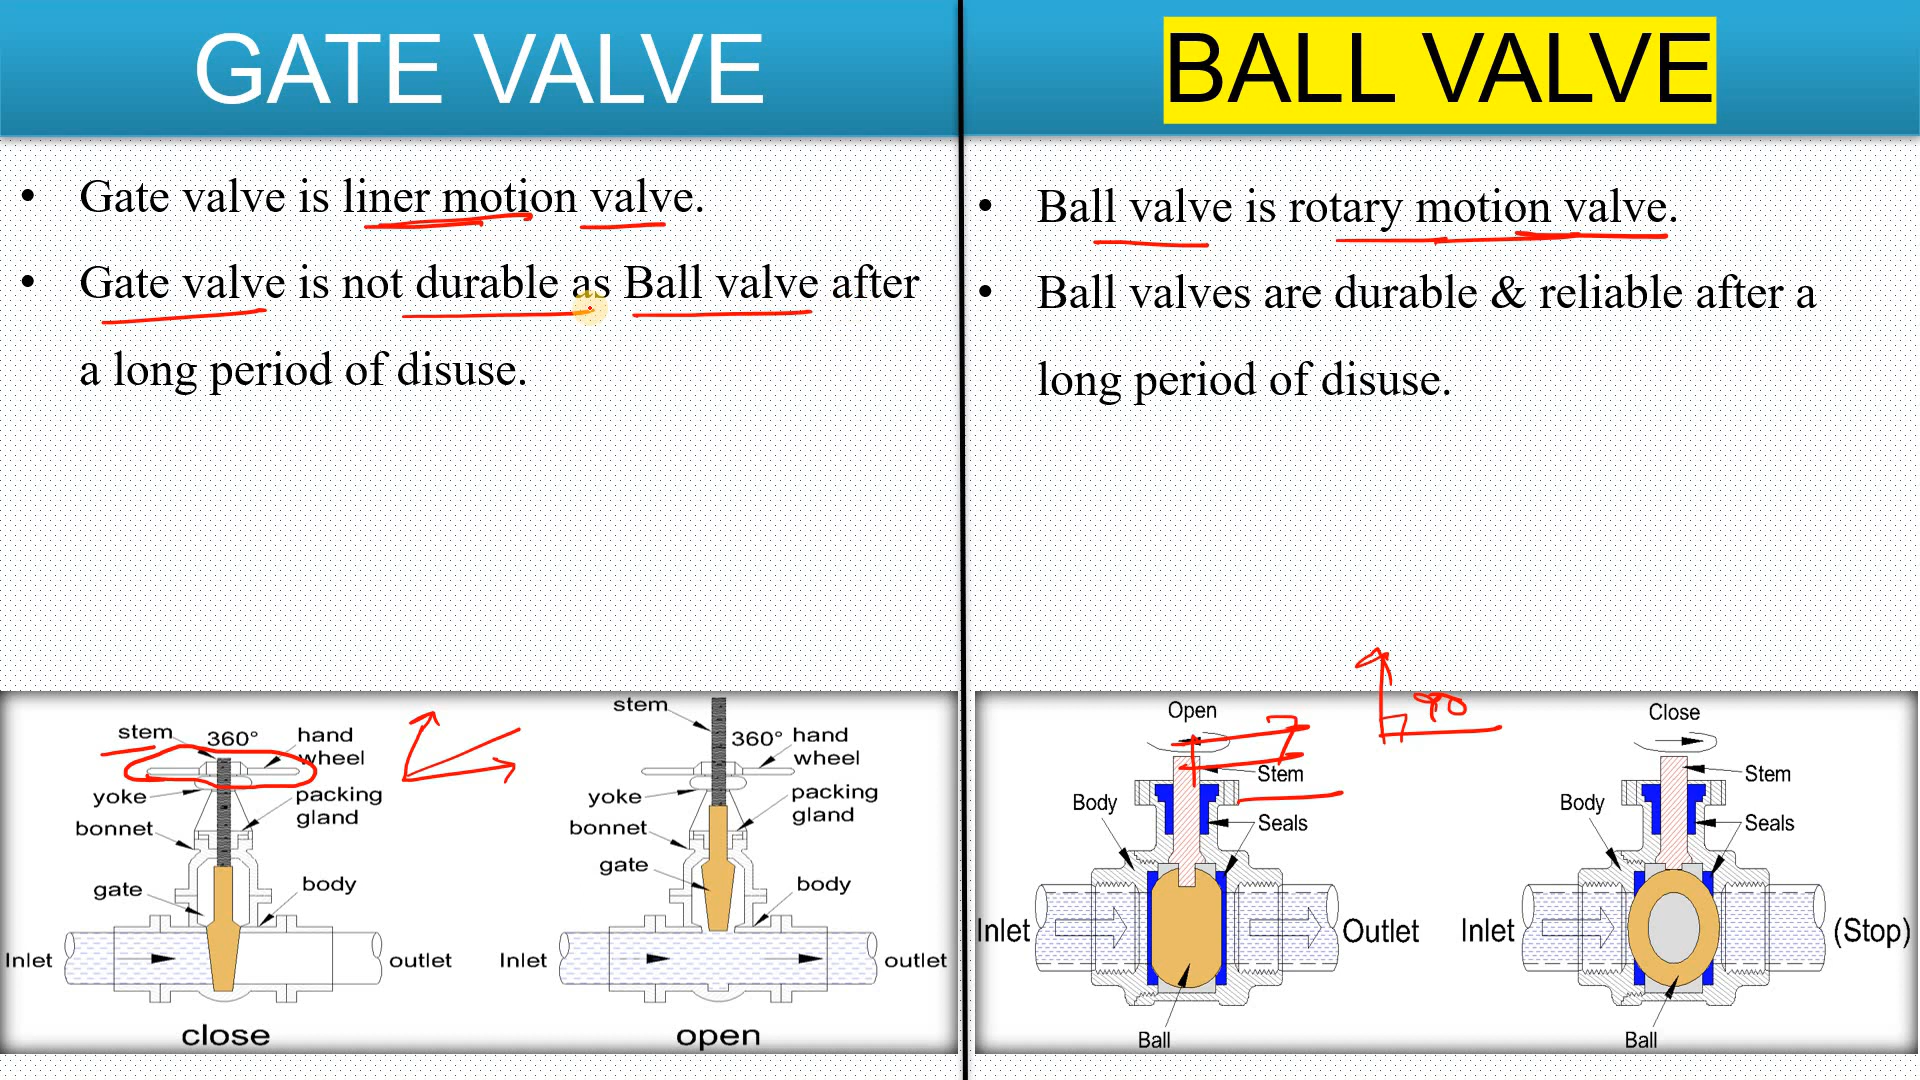 GATE VALVE
• Gate valve is liner motion valve.
• Gate valve is not durable as Ball valve after
a long period of disuse.
stem
360°
hand
wheel
yoke
packing
gland
bonnet
gate
body
Inlet
outlet
close
stem
360°
hand
wheel
yoke
packing
gland
bonnet
gate
body
Inlet
outlet
open
BALL VALVE
• Ball valve is rotary motion valve.
• Ball valves are durable & reliable after a
long period of disuse.
90
Open
Stem
Body
Seals
Inlet
Outlet
Ball
Close
Stem
Body
Seals
Inlet
(Stop)
Ball